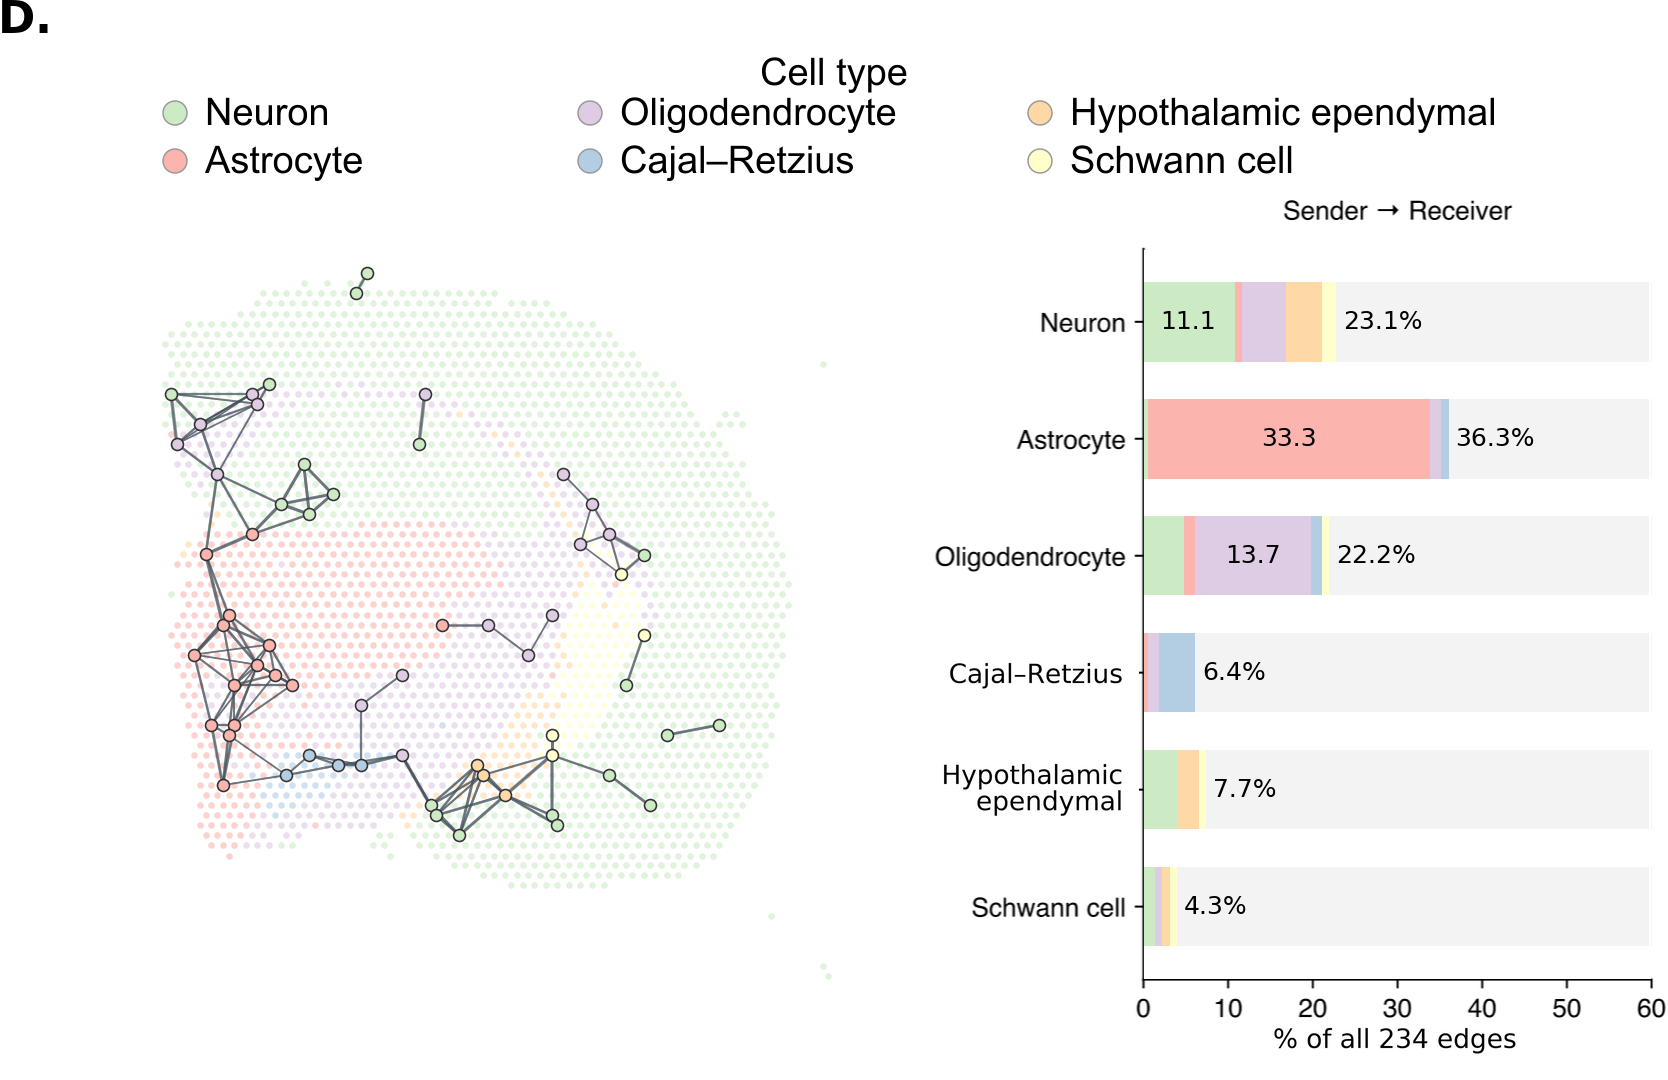 D.
Cell type
Neuron
Oligodendrocyte
Hypothalamic ependymal
Astrocyte
Cajal–Retzius
Schwann cell
Sender → Receiver
Neuron
11.1
23.1%
Astrocyte
33.3
36.3%
Oligodendrocyte
13.7
22.2%
Cajal–Retzius
6.4%
Hypothalamic
ependymal
7.7%
Schwann cell
4.3%
0 10 20 30 40 50 60
% of all 234 edges